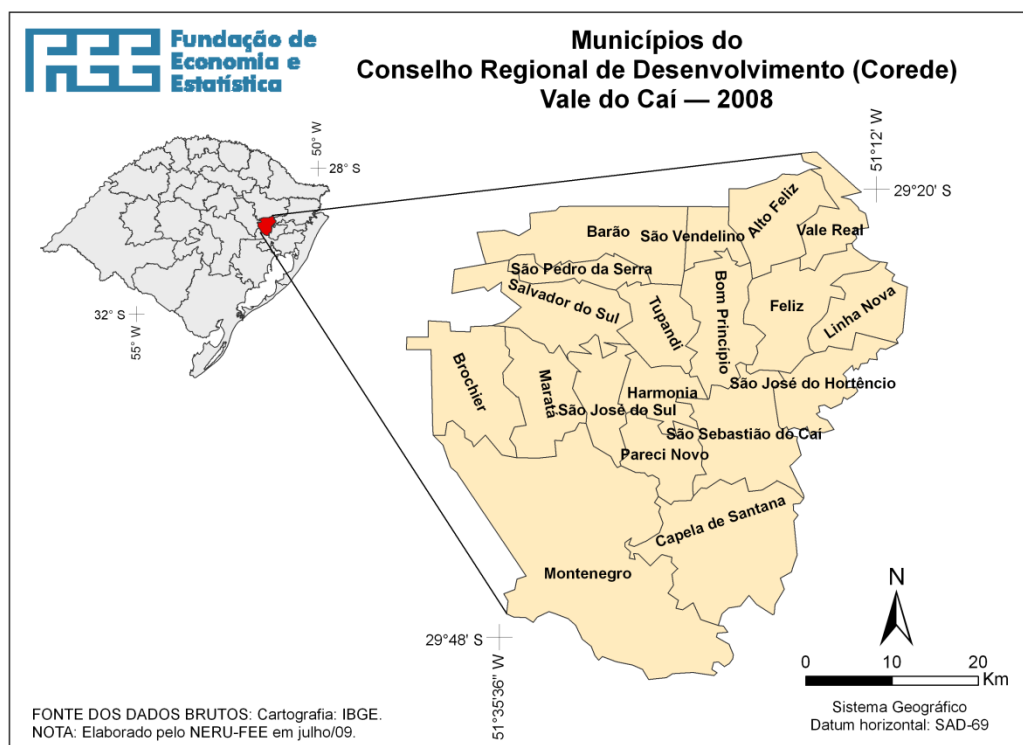 FEE
Fundação de
Economia e
Estatística
Municípios do
Conselho Regional de Desenvolvimento (Corede)
Vale do Caí — 2008
50° W
28° S
32° S
55° W
51°12' W
29°20' S
Alto Feliz
Vale Real
Barão
São Vendelino
São Pedro da Serra
Salvador do Sul
Tupandi
Bom Princípio
Feliz
Linha Nova
Brochier
Maratá
São José do Hortêncio
Harmonia
São José do Sul
São Sebastião do Caí
Pareci Novo
Capela de Santana
Montenegro
29°48' S
51°35'36" W
N
0 10 20
Km
Sistema Geográfico
Datum horizontal: SAD-69
FONTE DOS DADOS BRUTOS: Cartografia: IBGE.
NOTA: Elaborado pelo NERU-FEE em julho/09.